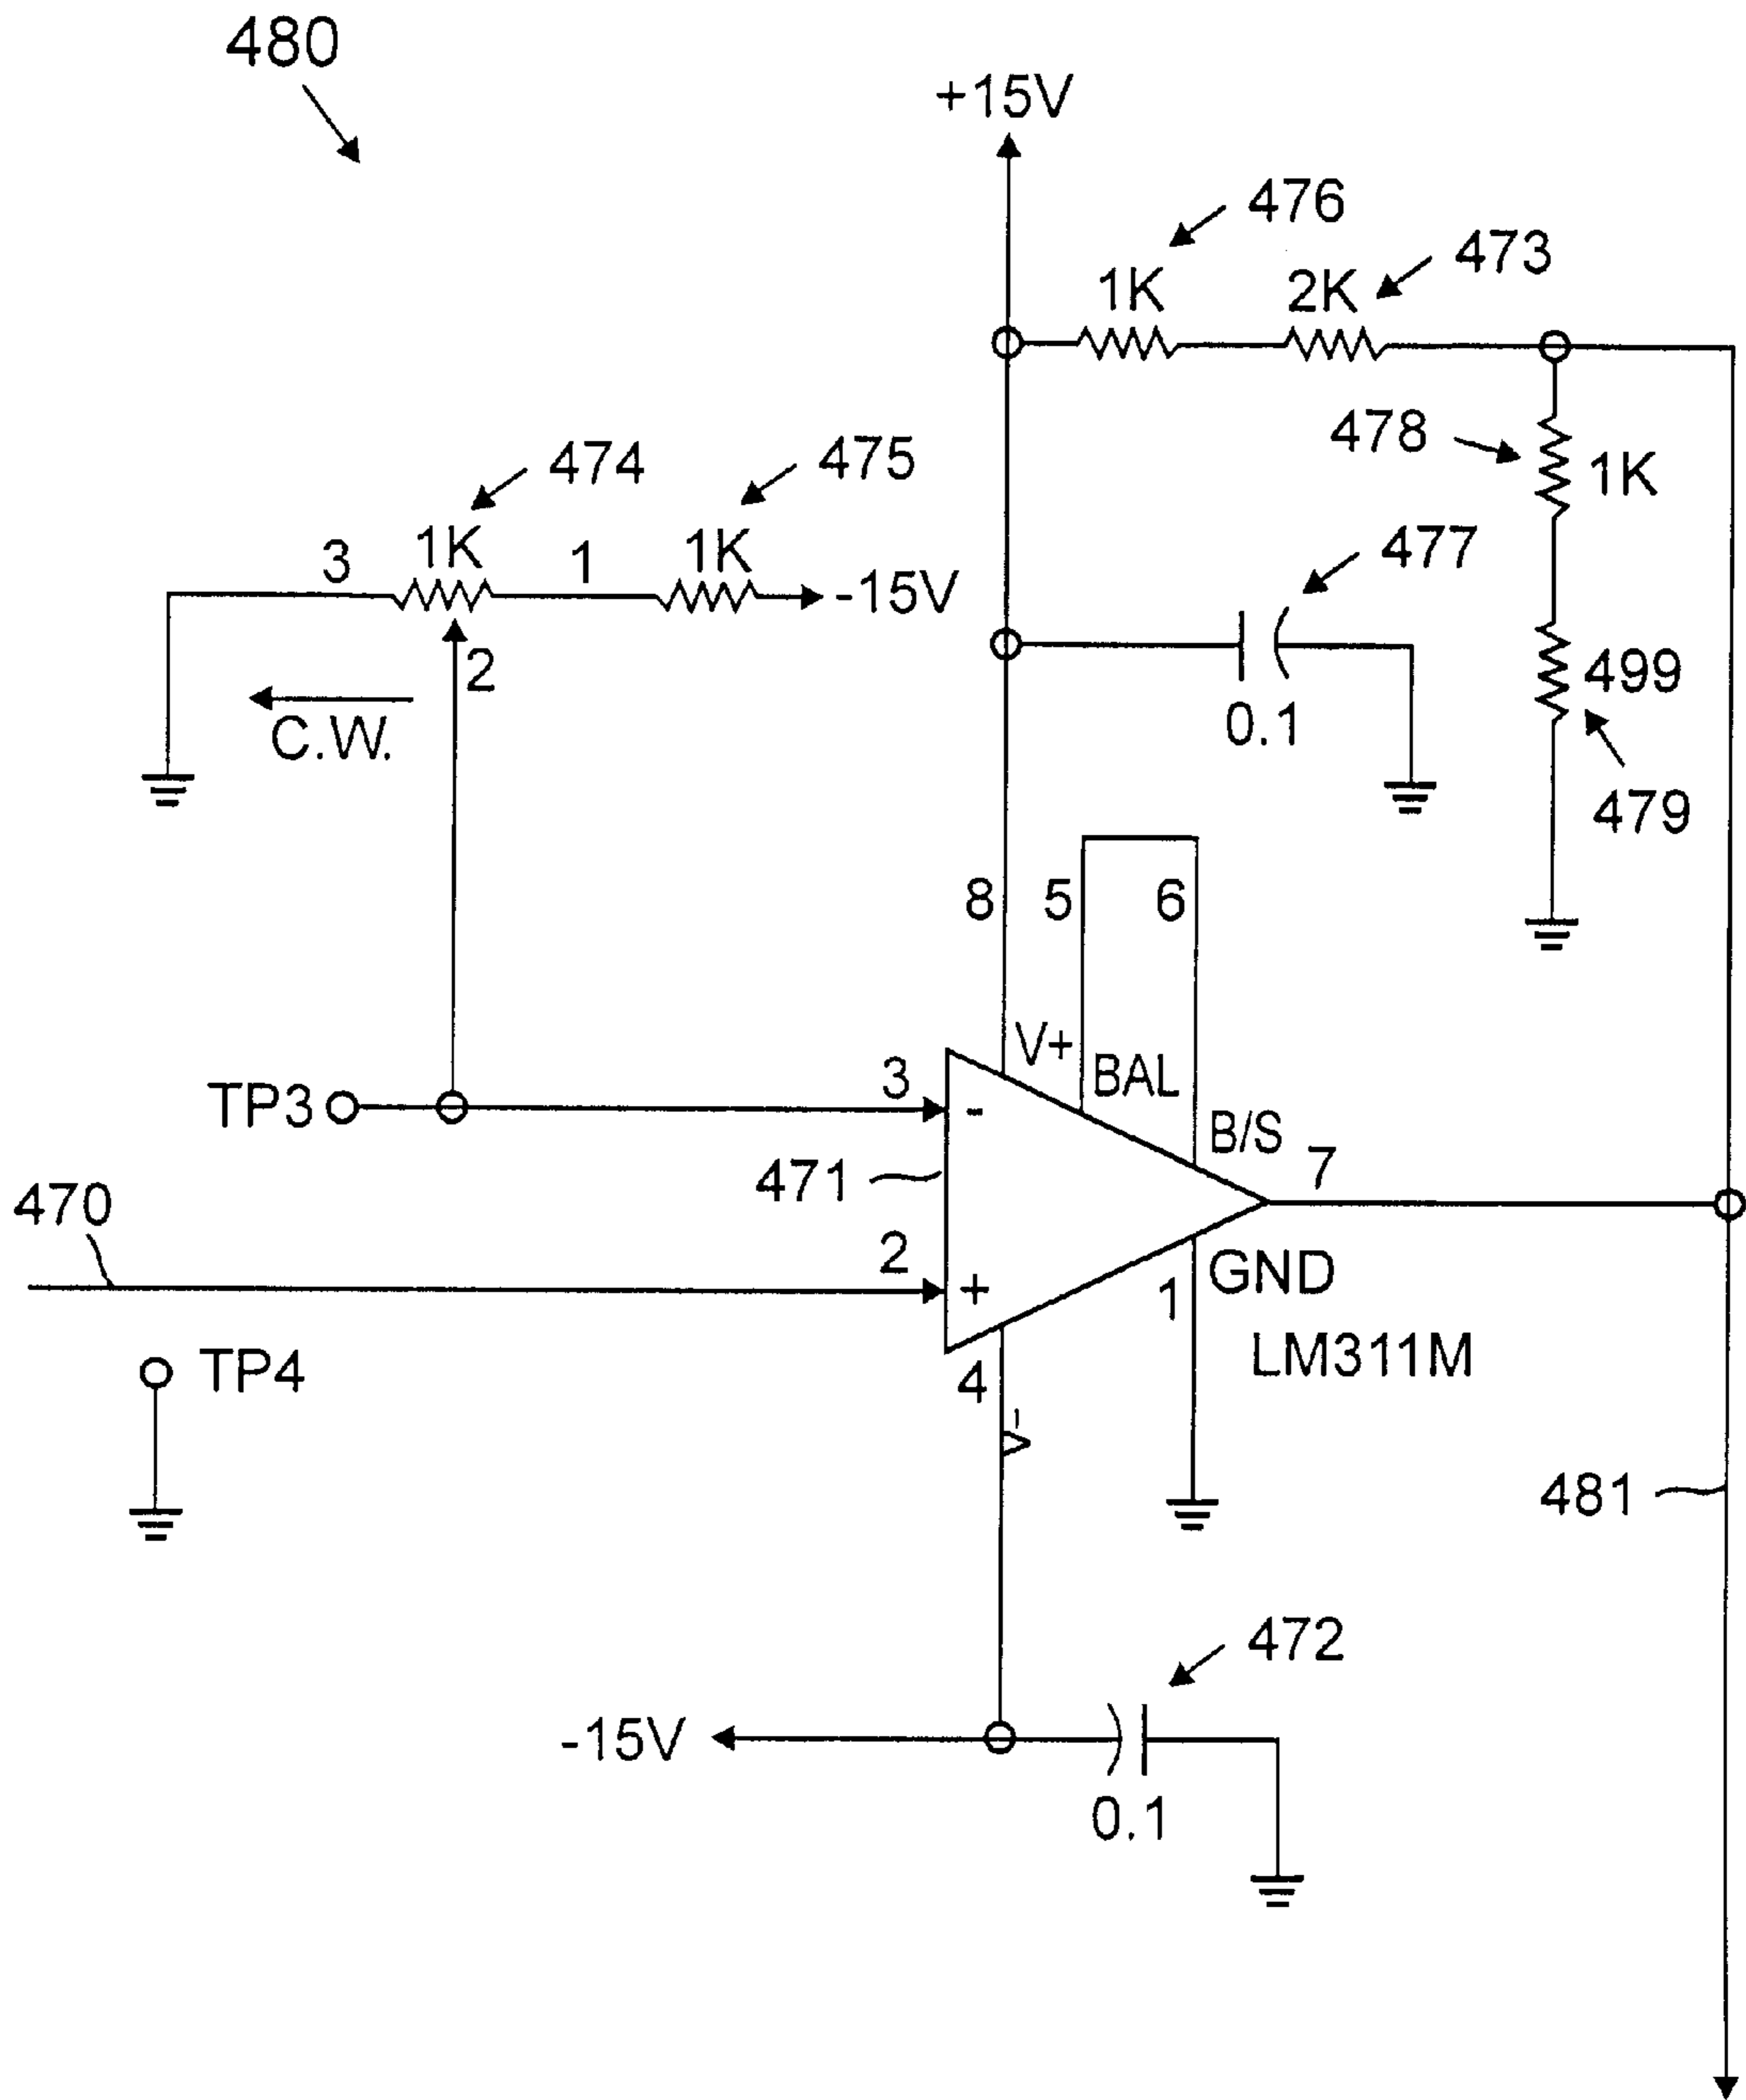 480
+15V
476
473
1K
2K
478
1K
474
475
3
1K
1
1K
-15V
477
2
499
C.W.
0.1
479
8
5
6
V+
BAL
TP3
3
-
B/S
471
7
470
2
+
GND
1
TP4
4
LM311M
V-
481
472
-15V
0.1